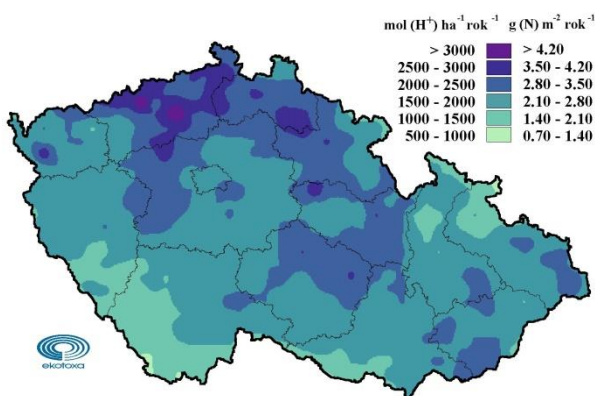 mol (H⁺) ha⁻¹ rok⁻¹ g (N) m⁻² rok⁻¹
> 3000 > 4.20
2500 - 3000 3.50 - 4.20
2000 - 2500 2.80 - 3.50
1500 - 2000 2.10 - 2.80
1000 - 1500 1.40 - 2.10
500 - 1000 0.70 - 1.40
ekotoxa